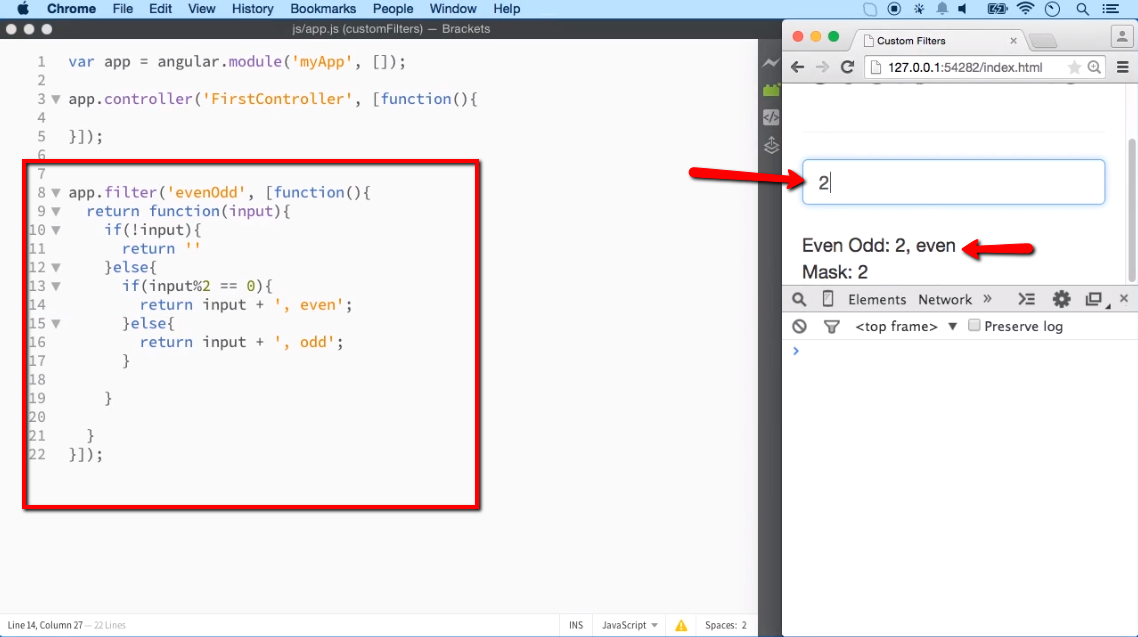 Chrome File Edit View History Bookmarks People Window Help
js/app.js (customFilters) — Brackets
1 var app = angular.module('myApp', []);
2
3 app.controller('FirstController', [function(){
4
5 }]);
6
7
8 app.filter('evenOdd', [function(){
9 return function(input){
10 if(!input){
11 return ''
12 }else{
13 if(input%2 == 0){
14 return input + ', even';
15 }else{
16 return input + ', odd';
17 }
18
19 }
20
21 }
22 }]);
Line 14, Column 27 — 22 Lines
INS JavaScript Spaces: 2
Custom Filters
127.0.0.1:54282/index.html
2
Even Odd: 2, even
Mask: 2
Elements Network »
<top frame> Preserve log